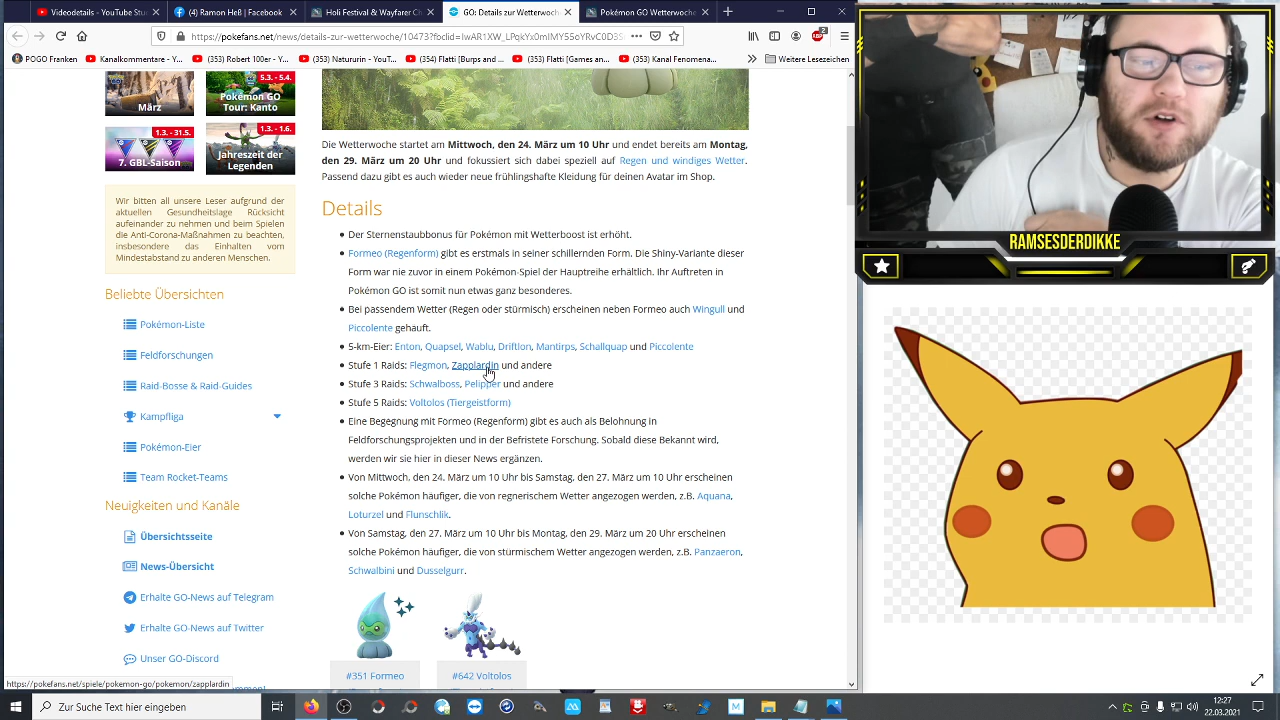 Videodetails - YouTube Stu
(4) Ramon HeB | Facebook
GO: Details zur Wetterwoche
Pokémon GO Wetterwoche
https://pokefans.net/news/details-zur-we
POGO Franken
Kanalkommentare - Y...
(353) Robert 100er - Y...
(353) Natururin - YouT...
(354) Flatti [Burps and ...
(353) Flatti [Games an...
(353) Kanal Fenomena...
Weitere Lesezeichen
März
5.3. - 5.4.
Pokémon GO
Tour: Kanto
1.3. - 31.5.
7. GBL-Saison
1.3. - 1.6.
Jahreszeit der
Legenden
Wir bitten all unsere Leser aufgrund der
aktuellen Gesundheitslage Rücksicht
aufeinander zu nehmen und beim Spielen
die Anti-Corona-Maßnahmen zu beachten,
insbesondere das Einhalten vom
Mindestabstand zu anderen Menschen.
Beliebte Übersichten
Pokémon-Liste
Feldforschungen
Raid-Bosse & Raid-Guides
Kampfliga
Pokémon-Eier
Team Rocket-Teams
Neuigkeiten und Kanäle
Übersichtsseite
News-Übersicht
Erhalte GO-News auf Telegram
Erhalte GO-News auf Twitter
Unser GO-Discord
Die Wetterwoche startet am Mittwoch, den 24. März um 10 Uhr und endet bereits am Montag,
den 29. März um 20 Uhr und fokussiert sich dabei speziell auf Regen und windiges Wetter.
Passend dazu gibt es auch wieder neue frühlingshafte Kleidung für deinen Avatar im Shop.
Details
Der Sternenstaubbonus für Pokémon mit Wetterboost ist erhöht.
Formeo (Regenform) gibt es erstmals in seiner schillernden Form. Die Shiny-Variante dieser
Form war nie zuvor in einem Pokémon-Spiel der Hauptreihe erhältlich. Ihr Auftreten in
Pokémon GO ist somit nun etwas ganz besonderes.
Bei passendem Wetter (Regen oder stürmisch) erscheinen neben Formeo auch Wingull und
Piccolente gehäuft.
5-km-Eier: Enton, Quapsel, Wablu, Driftlon, Mantirps, Schallquap und Piccolente
Stufe 1 Raids: Flegmon, Zapplardin und andere
Stufe 3 Raids: Schwalboss, Pelipper und andere
Stufe 5 Raids: Voltolos (Tiergeistform)
Eine Begegnung mit Formeo (Regenform) gibt es auch als Belohnung in
Feldforschungsprojekten und in der Befristete Forschung. Sobald diese Bekannt wird,
werden wir sie hier in dieser News ergänzen.
Von Mittwoch, den 24. März um 10 Uhr bis Samstag, den 27. März um 10 Uhr erscheinen
solche Pokémon häufiger, die von regnerischem Wetter angezogen werden, z.B. Aquana,
Loturzel und Flunschlik.
Von Samstag, den 27. März um 10 Uhr bis Montag, den 29. März um 20 Uhr erscheinen
solche Pokémon häufiger, die von stürmischem Wetter angezogen werden, z.B. Panzaeron,
Schwalbini und Dusselgurr.
#351 Formeo
#642 Voltolos
https://pokefans.net/spiele/pokemon-go/pokemon/zapplardin
RAMSESDERDIKKE
Zur Suche Text hier eingeben
12:27
22.03.2021